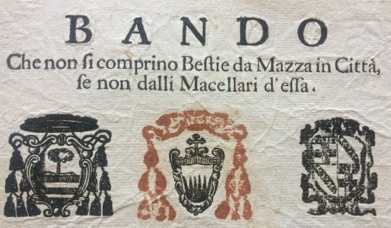 BANDO
Che non si comprino Bestie da Mazza in Città,
se non dalli Macellari d'essa.